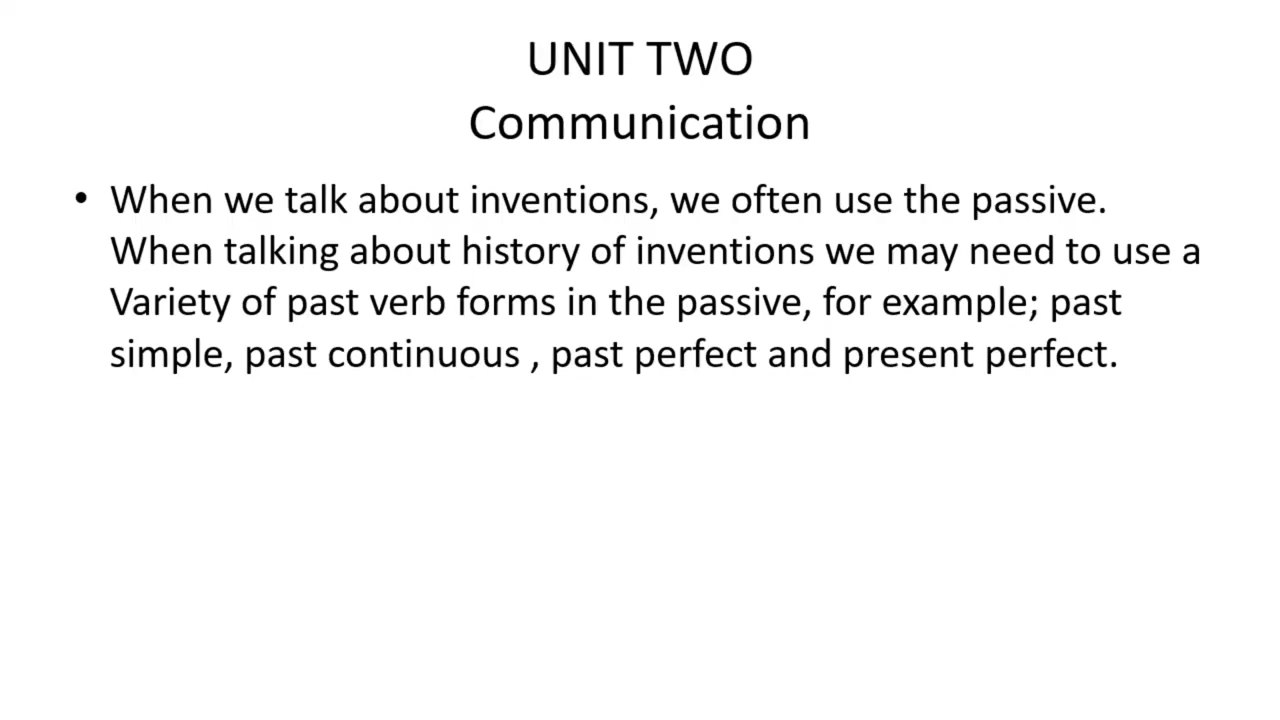 UNIT TWO
Communication
• When we talk about inventions, we often use the passive.
When talking about history of inventions we may need to use a
Variety of past verb forms in the passive, for example; past
simple, past continuous , past perfect and present perfect.